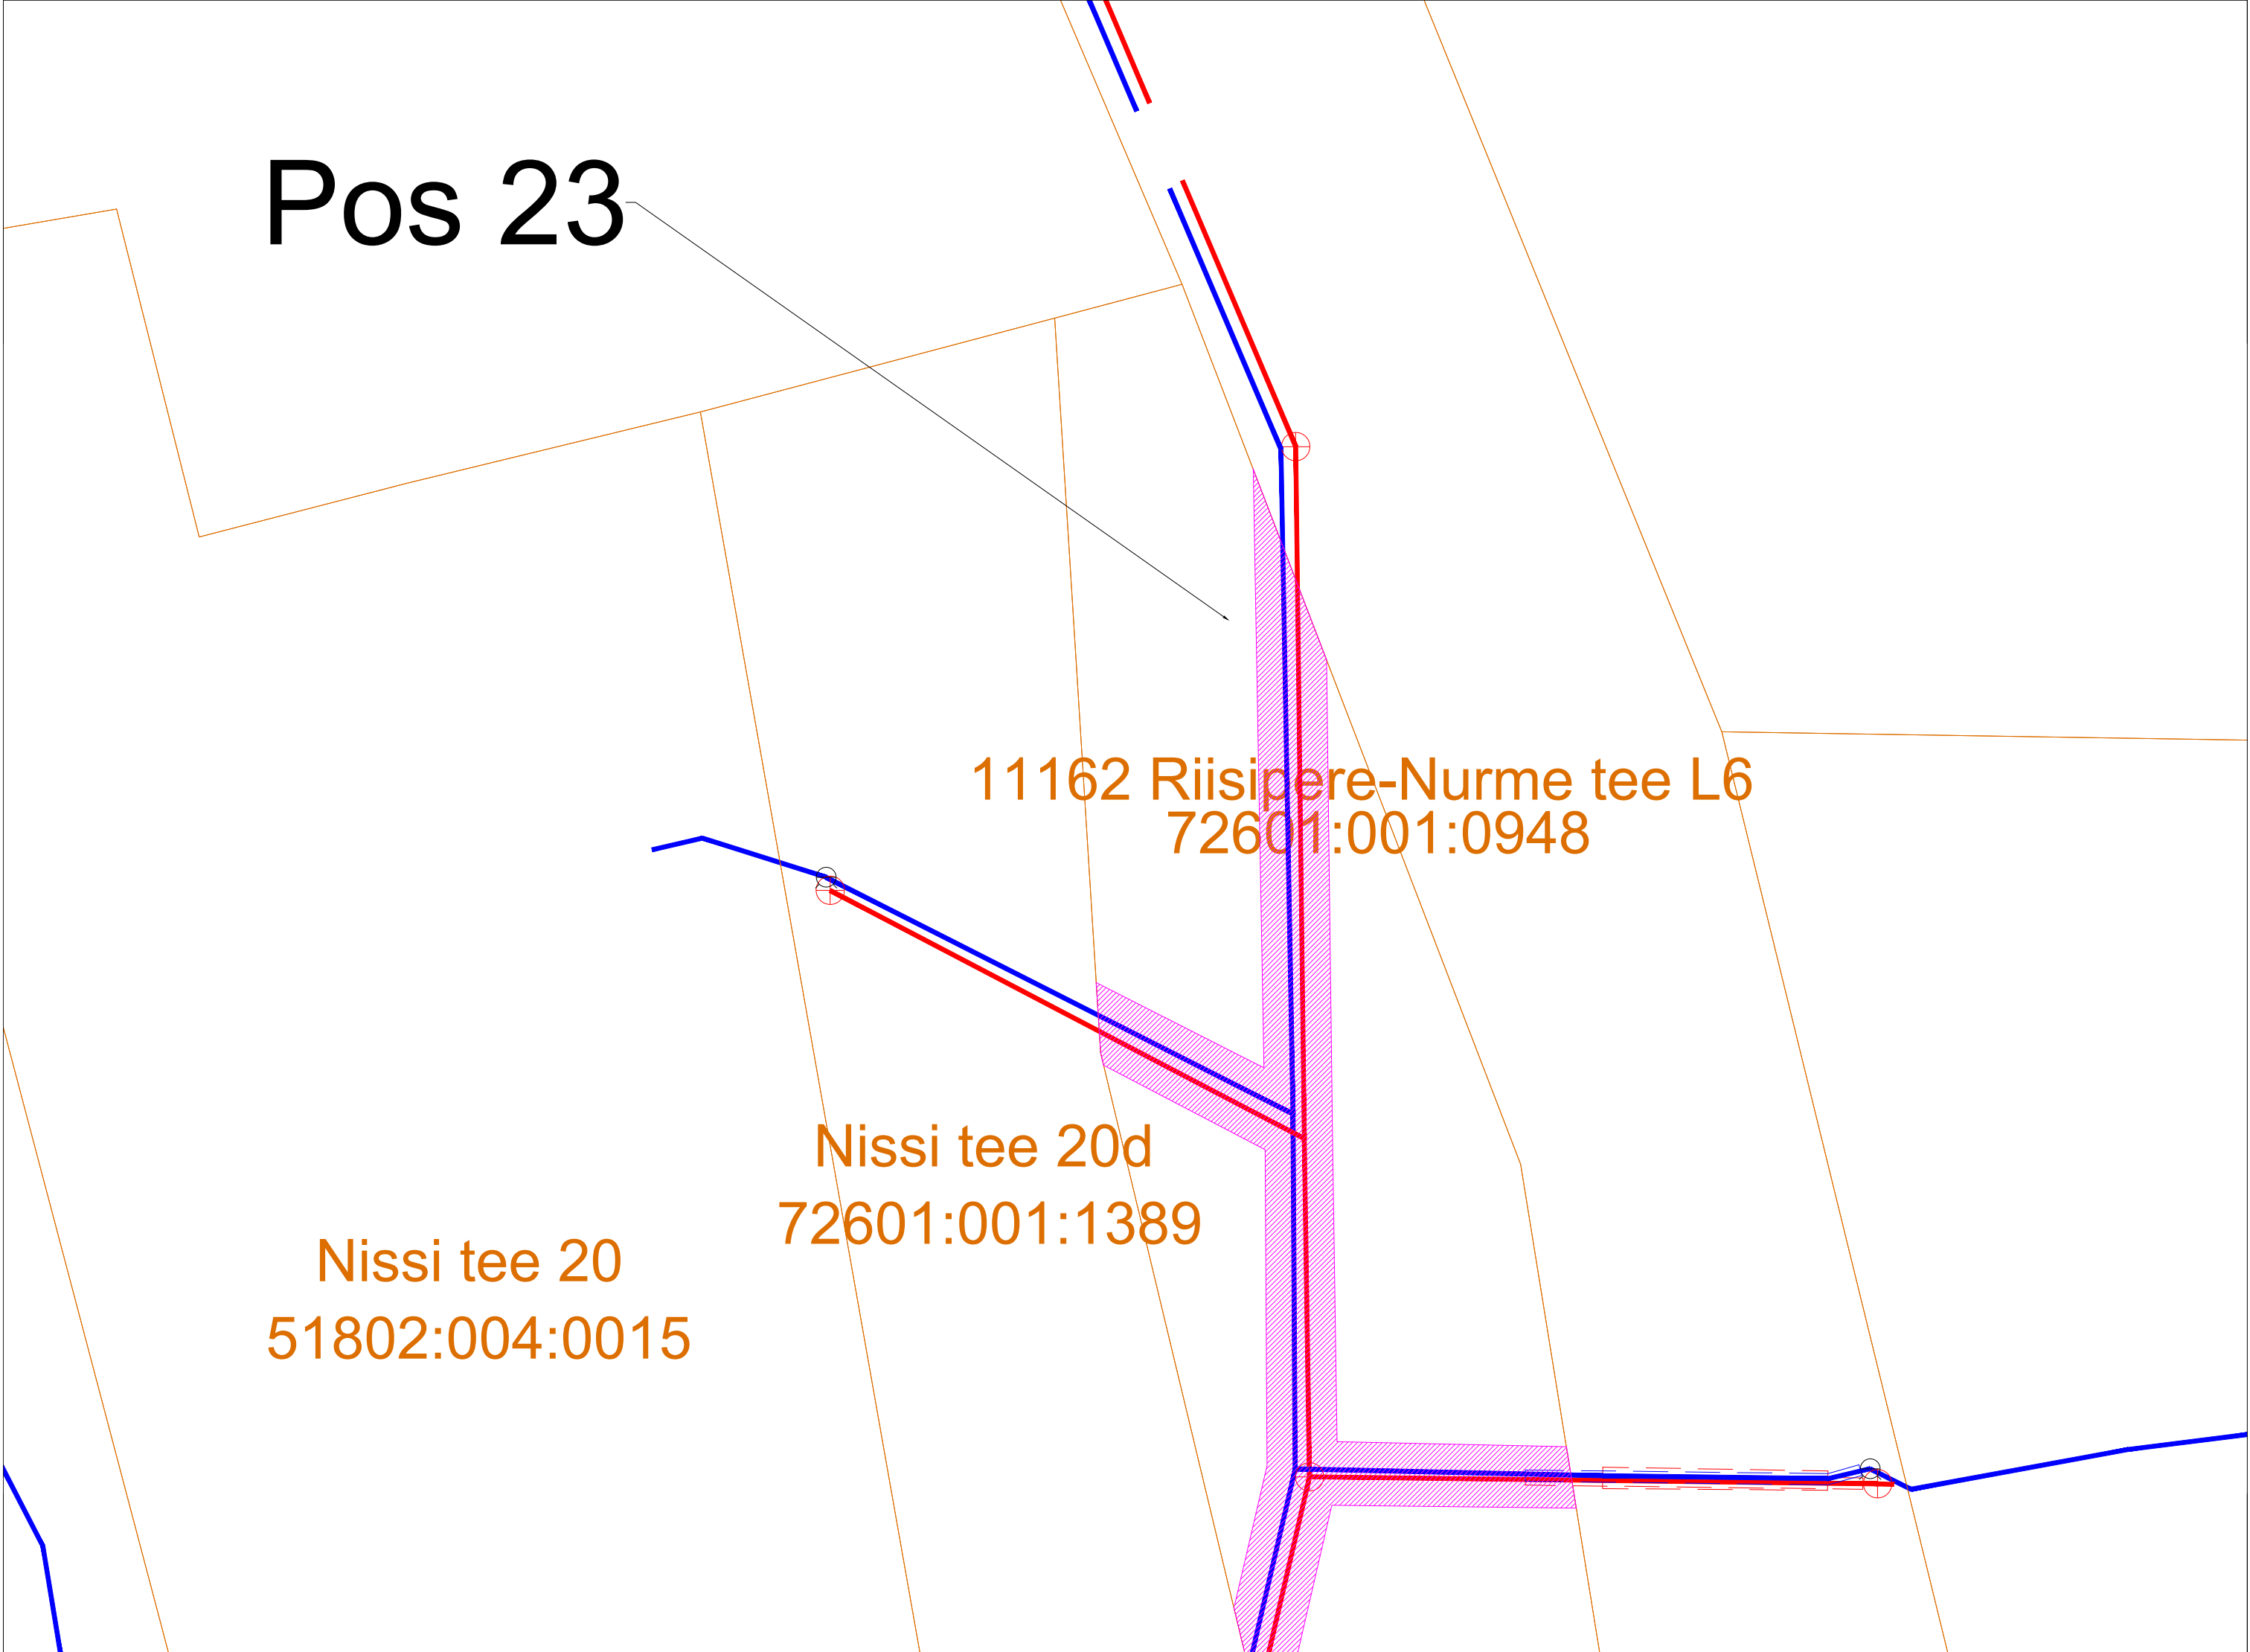 Pos 23
11162 Riisipere-Nurme tee L6
72601:001:0948
Nissi tee 20d
72601:001:1389
Nissi tee 20
51802:004:0015